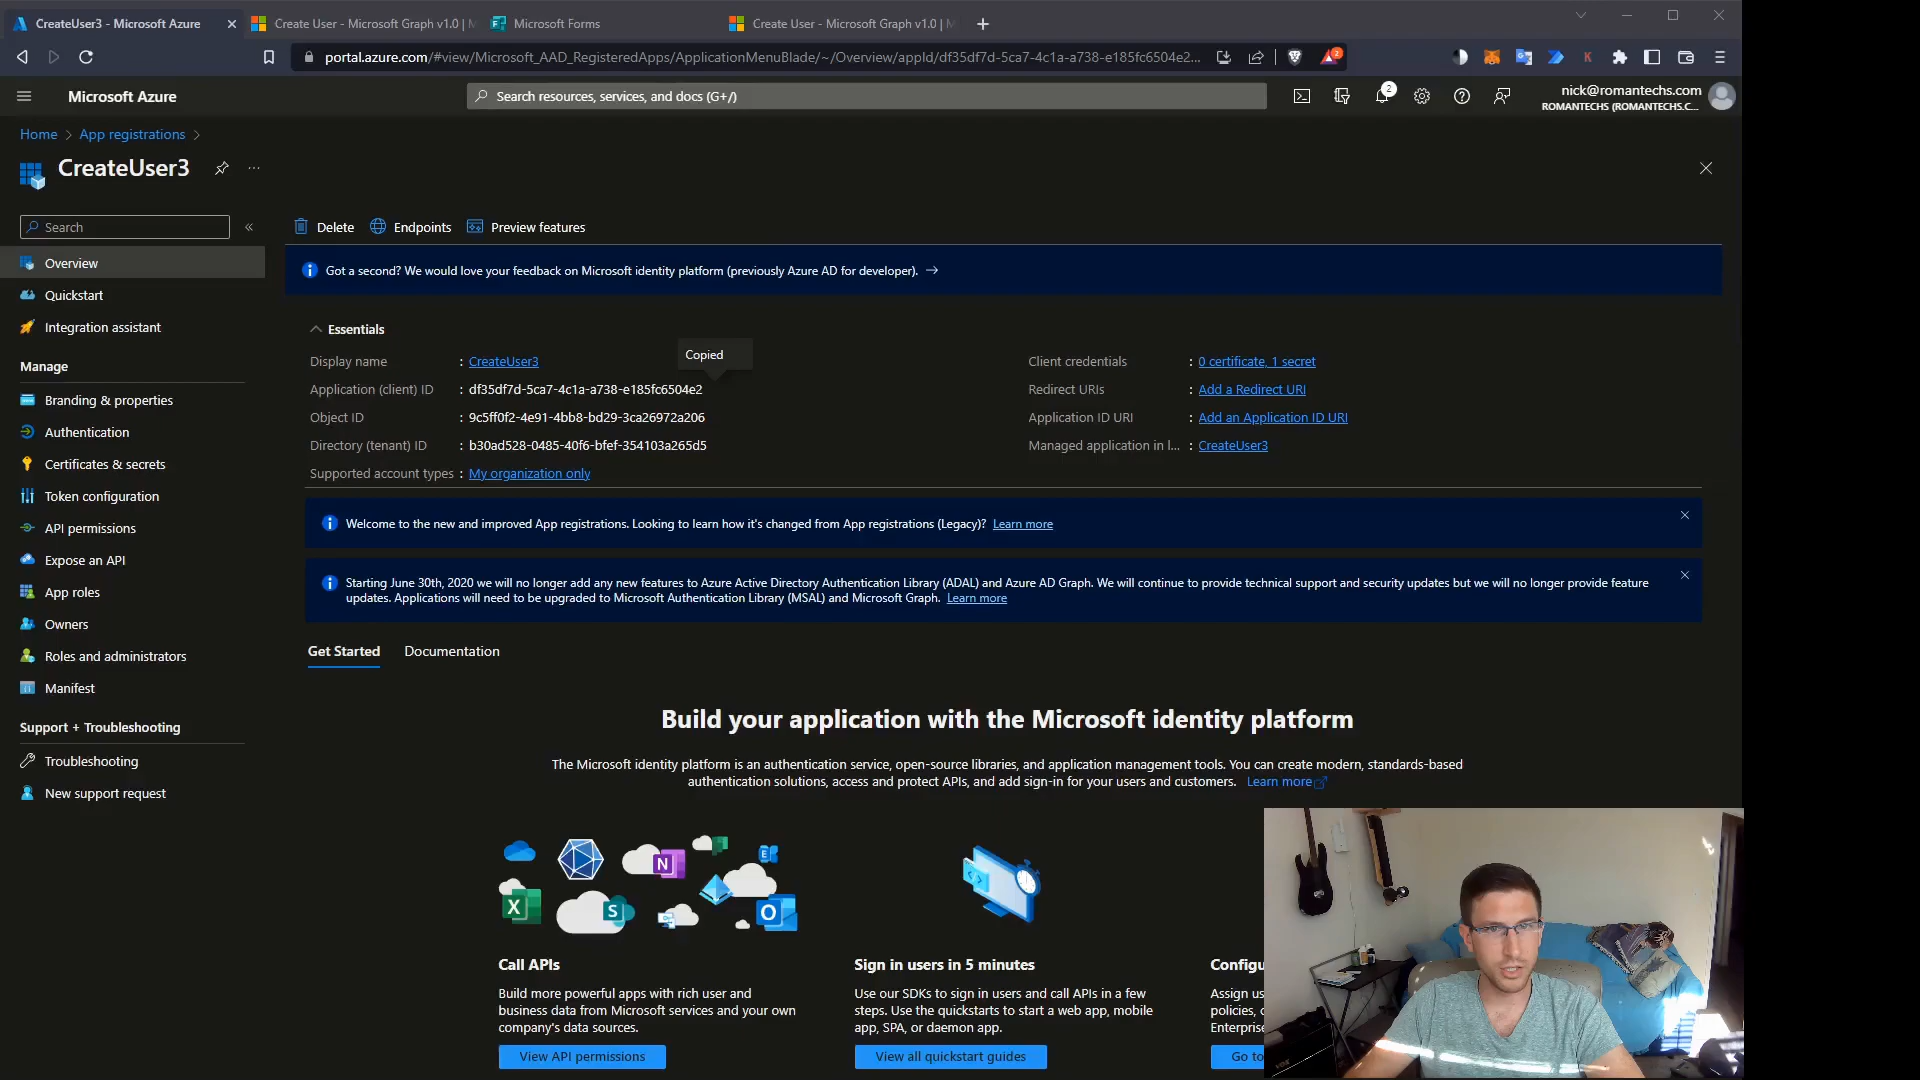 CreateUser3 - Microsoft Azure
Create User - Microsoft Graph v1.0 | M
Microsoft Forms
Create User - Microsoft Graph v1.0 | M
portal.azure.com/#view/Microsoft_AAD_RegisteredApps/ApplicationMenuBlade/~/Overview/appId/df35df7d-5ca7-4c1a-a738-e185fc6504e2...
2
Microsoft Azure
Search resources, services, and docs (G+/)
2
nick@romantechs.com
ROMANTECHS (ROMANTECHS.C...
Home > App registrations >
CreateUser3
Search
Overview
Quickstart
Integration assistant
Manage
Branding & properties
Authentication
Certificates & secrets
Token configuration
API permissions
Expose an API
App roles
Owners
Roles and administrators
Manifest
Support + Troubleshooting
Troubleshooting
New support request
Delete
Endpoints
Preview features
Got a second? We would love your feedback on Microsoft identity platform (previously Azure AD for developer). →
Essentials
Copied
Display name : CreateUser3
Application (client) ID : df35df7d-5ca7-4c1a-a738-e185fc6504e2
Object ID : 9c5ff0f2-4e91-4bb8-bd29-3ca26972a206
Directory (tenant) ID : b30ad528-0485-40f6-bfef-354103a265d5
Supported account types : My organization only
Client credentials : 0 certificate, 1 secret
Redirect URIs : Add a Redirect URI
Application ID URI : Add an Application ID URI
Managed application in l... : CreateUser3
Welcome to the new and improved App registrations. Looking to learn how it's changed from App registrations (Legacy)? Learn more
Starting June 30th, 2020 we will no longer add any new features to Azure Active Directory Authentication Library (ADAL) and Azure AD Graph. We will continue to provide technical support and security updates but we will no longer provide feature
updates. Applications will need to be upgraded to Microsoft Authentication Library (MSAL) and Microsoft Graph. Learn more
Get Started
Documentation
Build your application with the Microsoft identity platform
The Microsoft identity platform is an authentication service, open-source libraries, and application management tools. You can create modern, standards-based
authentication solutions, access and protect APIs, and add sign-in for your users and customers. Learn more
Call APIs
Build more powerful apps with rich user and
business data from Microsoft services and your own
company's data sources.
View API permissions
Sign in users in 5 minutes
Use our SDKs to sign in users and call APIs in a few
steps. Use the quickstarts to start a web app, mobile
app, SPA, or daemon app.
View all quickstart guides
Configu
Assign us
policies, c
Enterprise
Go to